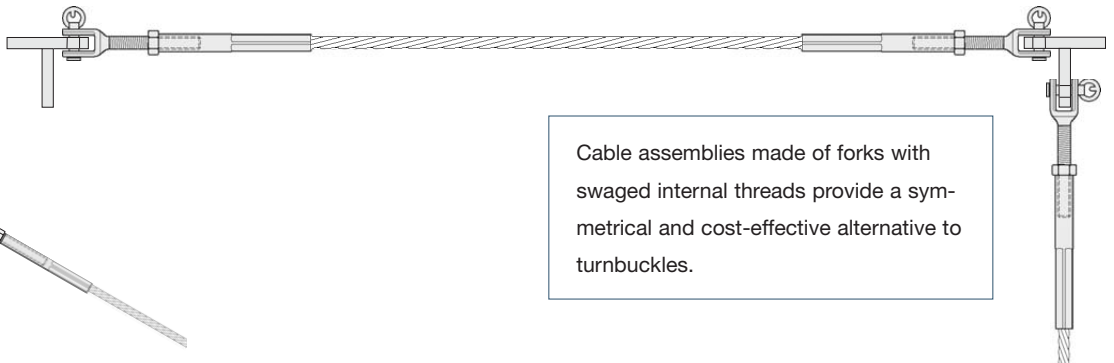 Cable assemblies made of forks with
swaged internal threads provide a sym-
metrical and cost-effective alternative to
turnbuckles.